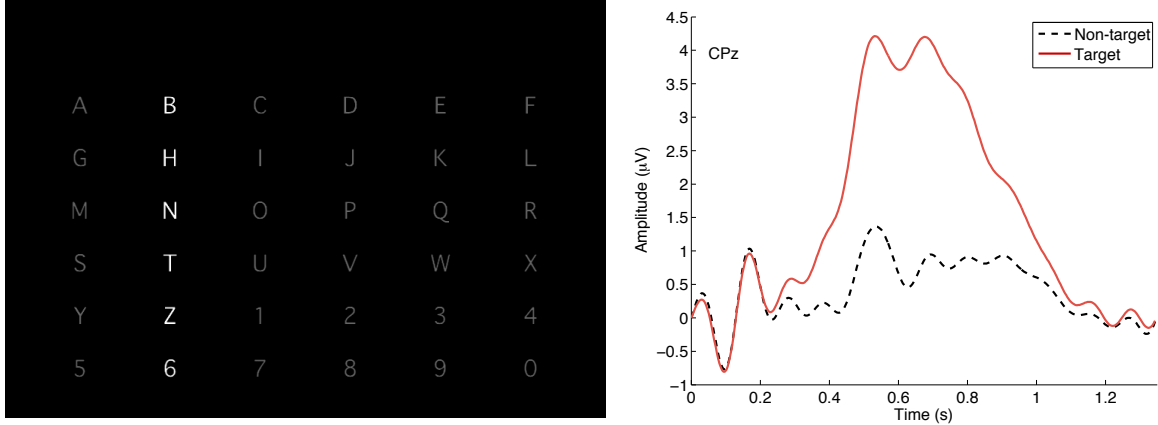 A B C D E F
G H I J K L
M N O P Q R
S T U V W X
Y Z 1 2 3 4
5 6 7 8 9 0
CPz
Non-target
Target
Amplitude (µV)
4.5
4
3.5
3
2.5
2
1.5
1
0.5
0
−0.5
−1
0 0.2 0.4 0.6 0.8 1 1.2
Time (s)